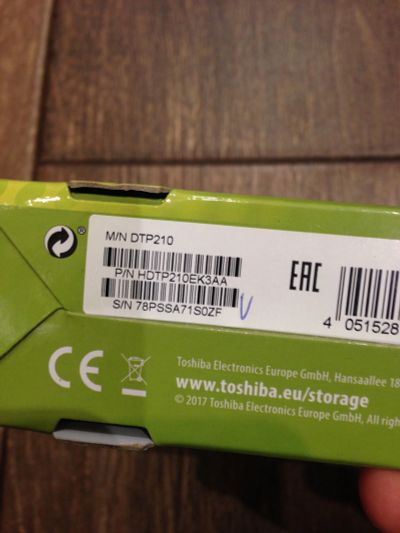 M/N DTP210
P/N HDTP210EK3AA
S/N 78PSSA71S0ZF
EAC
4 051528
CE
Toshiba Electronics Europe GmbH, Hansaallee 18
www.toshiba.eu/storage
© 2017 Toshiba Electronics Europe GmbH, All righ